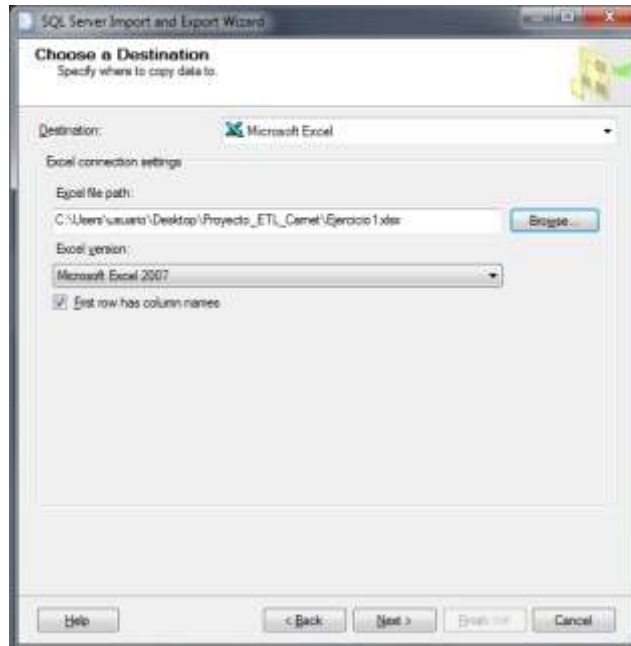 SQL Server Import and Export Wizard
Choose a Destination
Specify where to copy data to.
Destination:
Microsoft Excel
Excel connection settings
Excel file path:
C:\Users\usuario\Desktop\Proyecto_ETL_Carnet\Ejercicio1.xlsx
Browse...
Excel version:
Microsoft Excel 2007
First row has column names
Help
< Back
Next >
Cancel